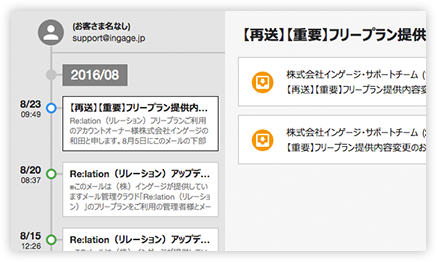 (お客さま名なし)
support@ingage.jp
2016/08
8/23
09:49
【再送】【重要】フリープラン提供内…
Re:lation（リレーション）フリープランご利用
のアカウントオーナー様株式会社インゲージの
和田と申します。8月5日にこのメールの下部
8/20
08:37
Re:lation（リレーション）アップデ…
※このメールは（株）インゲージが提供してい
ますメール管理クラウド「Re:lation（リレーショ
ン）」のフリープランをご利用の管理者様とメー
8/15
12:26
Re:lation（リレーション）アップデ…
【再送】【重要】フリープラン提供
株式会社インゲージ・サポートチーム (
【再送】【重要】フリープラン提供内容変
株式会社インゲージ・サポートチーム (
【重要】フリープラン提供内容変更のお